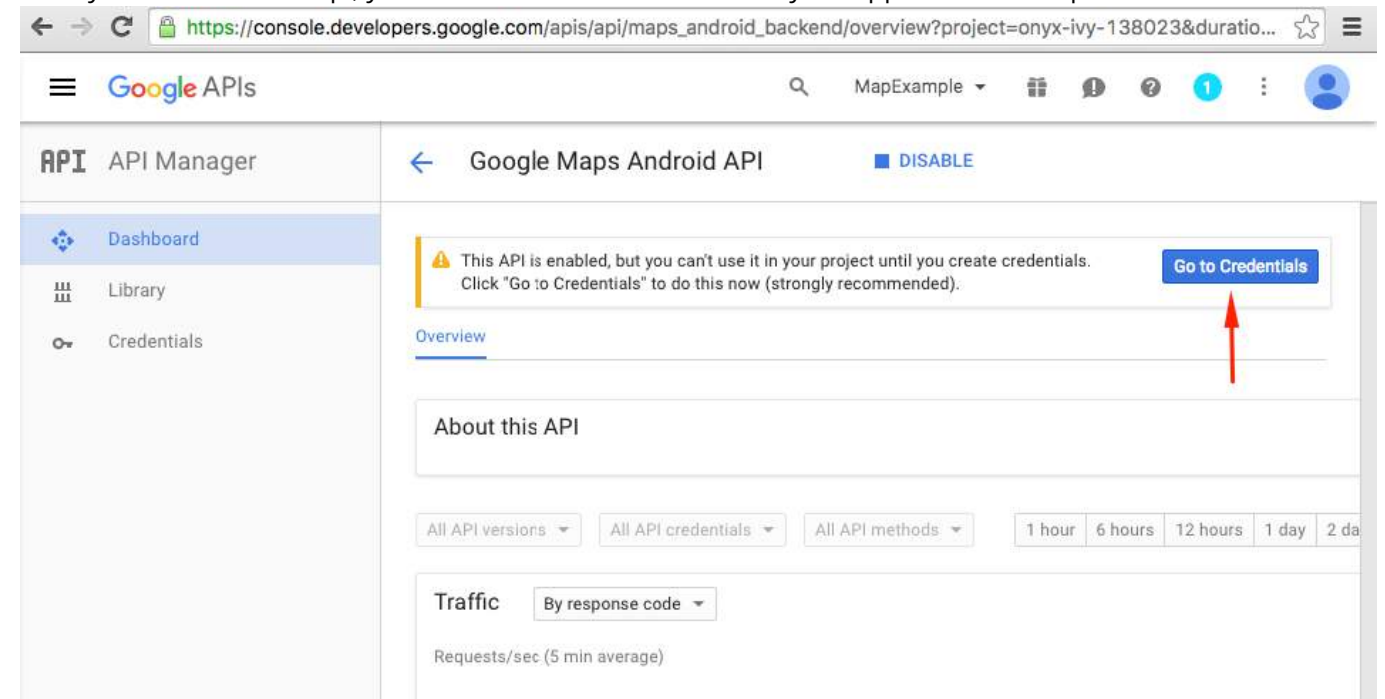 https://console.developers.google.com/apis/api/maps_android_backend/overview?project=onyx-ivy-138023&duratio...
Google APIs MapExample 1
API API Manager Google Maps Android API DISABLE
Dashboard
Library
Credentials
This API is enabled, but you can't use it in your project until you create credentials.
Click "Go to Credentials" to do this now (strongly recommended).
Go to Credentials
Overview
About this API
All API versions All API credentials All API methods 1 hour 6 hours 12 hours 1 day 2 da
Traffic By response code
Requests/sec (5 min average)